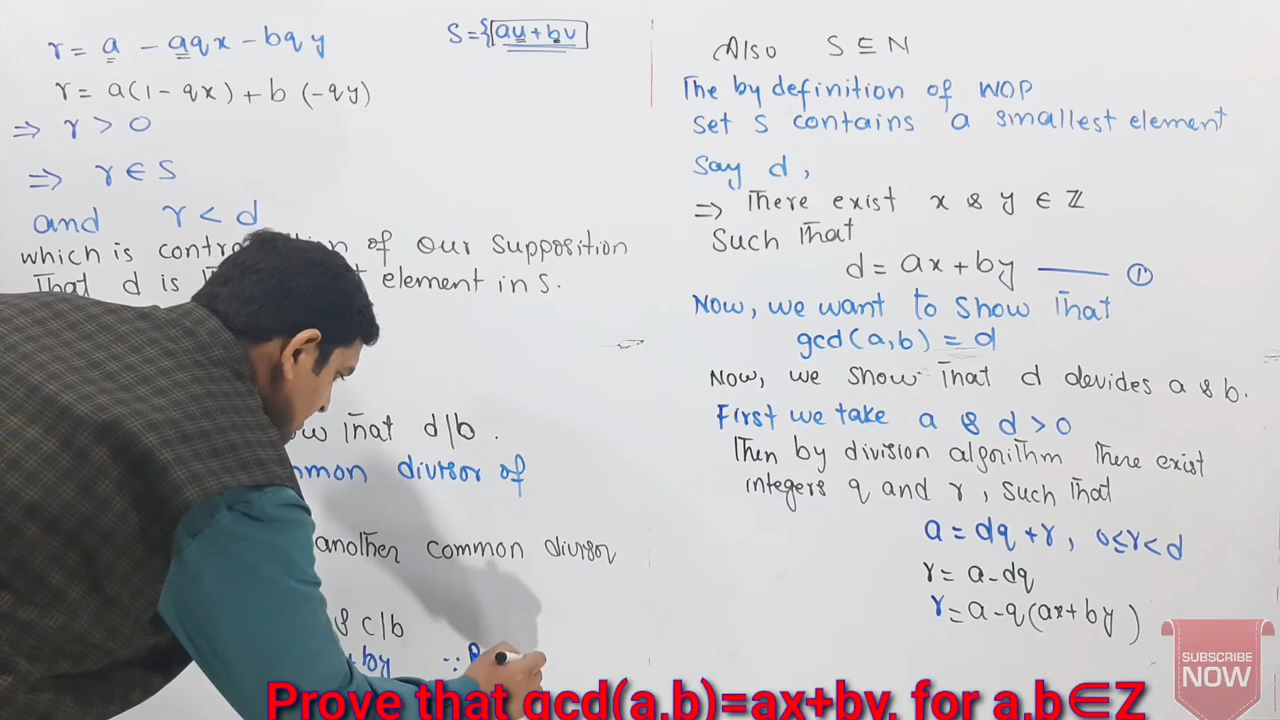 r = a - aqx - bqy
S={au+bv
r = a(1-qx)+b(-qy)
⇒ r > 0
⇒ r ∈ S
and r < d
which is of our supposition
That d is element in S.
That d/b .
divisor of
another common divisor
& c/b
+by ∵
Also S ⊆ N
The by definition of WOP
set S contains a smallest element
say d,
⇒ There exist x & y ∈ ℤ
Such That
d = ax+by —— ①
Now, we want to show That
gcd(a,b) = d
Now, we show That d devides a & b.
First we take a & d>0
Then by division algorithm There exist
integers q and r, such That
a = dq+r, 0≤r<d
r = a-dq
r = a-q(ax+by)
SUBSCRIBE
NOW
Prove that gcd(a,b)=ax+by, for a,b∈Z